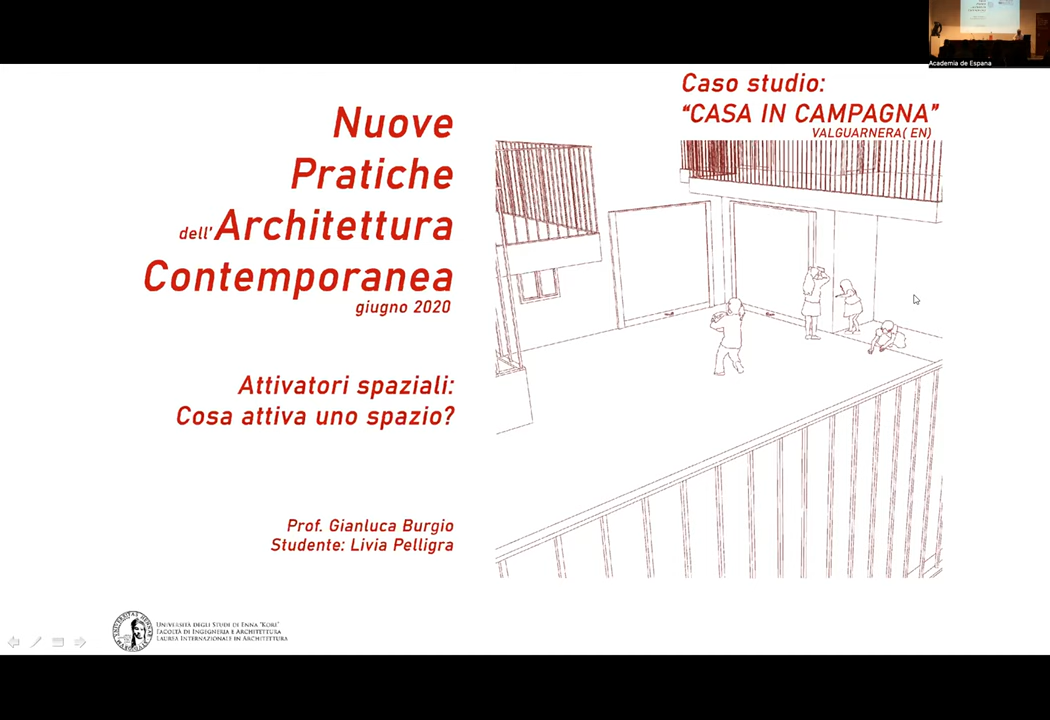 Academia de Espana
Caso studio:
“CASA IN CAMPAGNA”
VALGUARNERA( EN)
Nuove
Pratiche
dell'Architettura
Contemporanea
giugno 2020
Attivatori spaziali:
Cosa attiva uno spazio?
Prof. Gianluca Burgio
Studente: Livia Pelligra
Università degli Studi di Enna "Kore"
Facoltà di Ingegneria e Architettura
Laurea Internazionale in Architettura